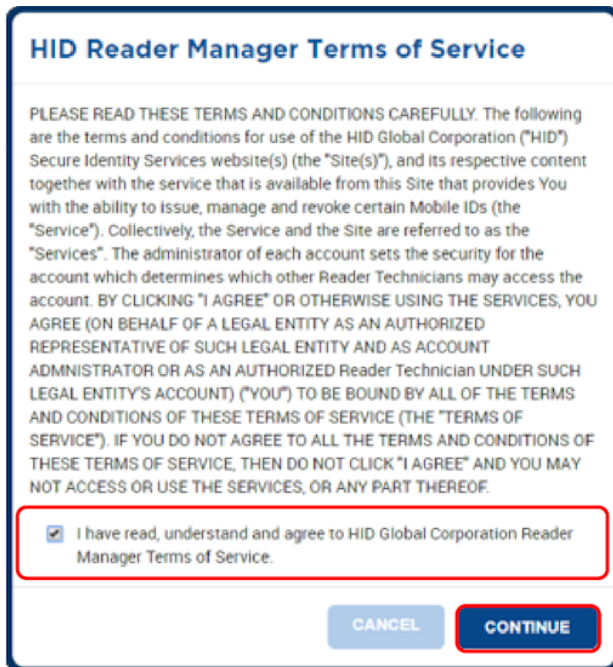 HID Reader Manager Terms of Service
PLEASE READ THESE TERMS AND CONDITIONS CAREFULLY. The following
are the terms and conditions for use of the HID Global Corporation ("HID")
Secure Identity Services website(s) (the "Site(s)"), and its respective content
together with the service that is available from this Site that provides You
with the ability to issue, manage and revoke certain Mobile IDs (the
"Service"). Collectively, the Service and the Site are referred to as the
"Services". The administrator of each account sets the security for the
account which determines which other Reader Technicians may access the
account. BY CLICKING "I AGREE" OR OTHERWISE USING THE SERVICES, YOU
AGREE (ON BEHALF OF A LEGAL ENTITY AS AN AUTHORIZED
REPRESENTATIVE OF SUCH LEGAL ENTITY AND AS ACCOUNT
ADMNISTRATOR OR AS AN AUTHORIZED Reader Technician UNDER SUCH
LEGAL ENTITY'S ACCOUNT) ("YOU") TO BE BOUND BY ALL OF THE TERMS
AND CONDITIONS OF THESE TERMS OF SERVICE (THE "TERMS OF
SERVICE"). IF YOU DO NOT AGREE TO ALL THE TERMS AND CONDITIONS OF
THESE TERMS OF SERVICE, THEN DO NOT CLICK "I AGREE" AND YOU MAY
NOT ACCESS OR USE THE SERVICES, OR ANY PART THEREOF.
I have read, understand and agree to HID Global Corporation Reader
Manager Terms of Service.
CANCEL CONTINUE